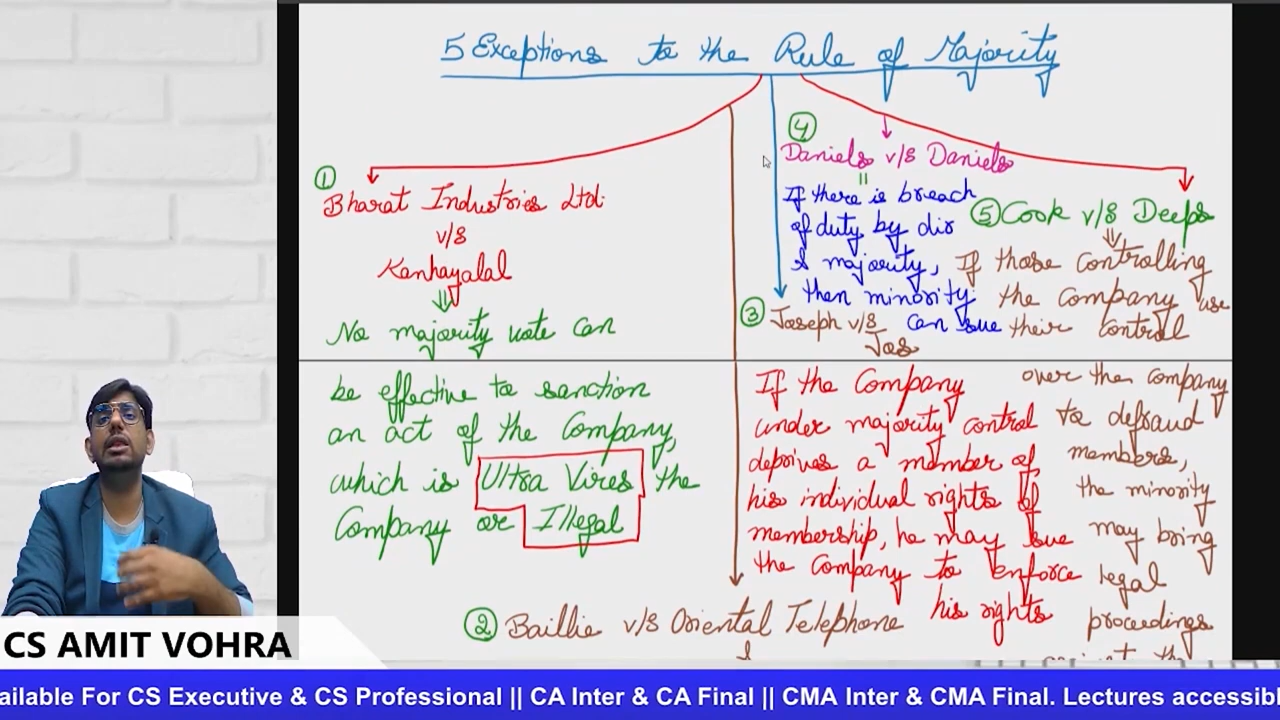 5 Exceptions to the Rule of Majority
①
Bharat Industries Ltd.
v/s
Kanhayalal
No majority vote can
be effective to sanction
an act of the Company,
which is Ultra Vires the
Company or Illegal
② Baillie v/s Oriental Telephone
③ Joseph v/s
Jos
If the Company
under majority control
deprives a member of
his individual rights of
membership, he may sue
the Company to enforce
his rights
④
Daniels v/s Daniels
If there is breach
of duty by dir
& majority,
then minority
can sue
⑤ Cook v/s Deeps
If those controlling
the Company use
their control
over the company
to defraud
members,
the minority
may bring
legal
proceedings
CS AMIT VOHRA
ailable For CS Executive & CS Professional || CA Inter & CA Final || CMA Inter & CMA Final. Lectures accessib